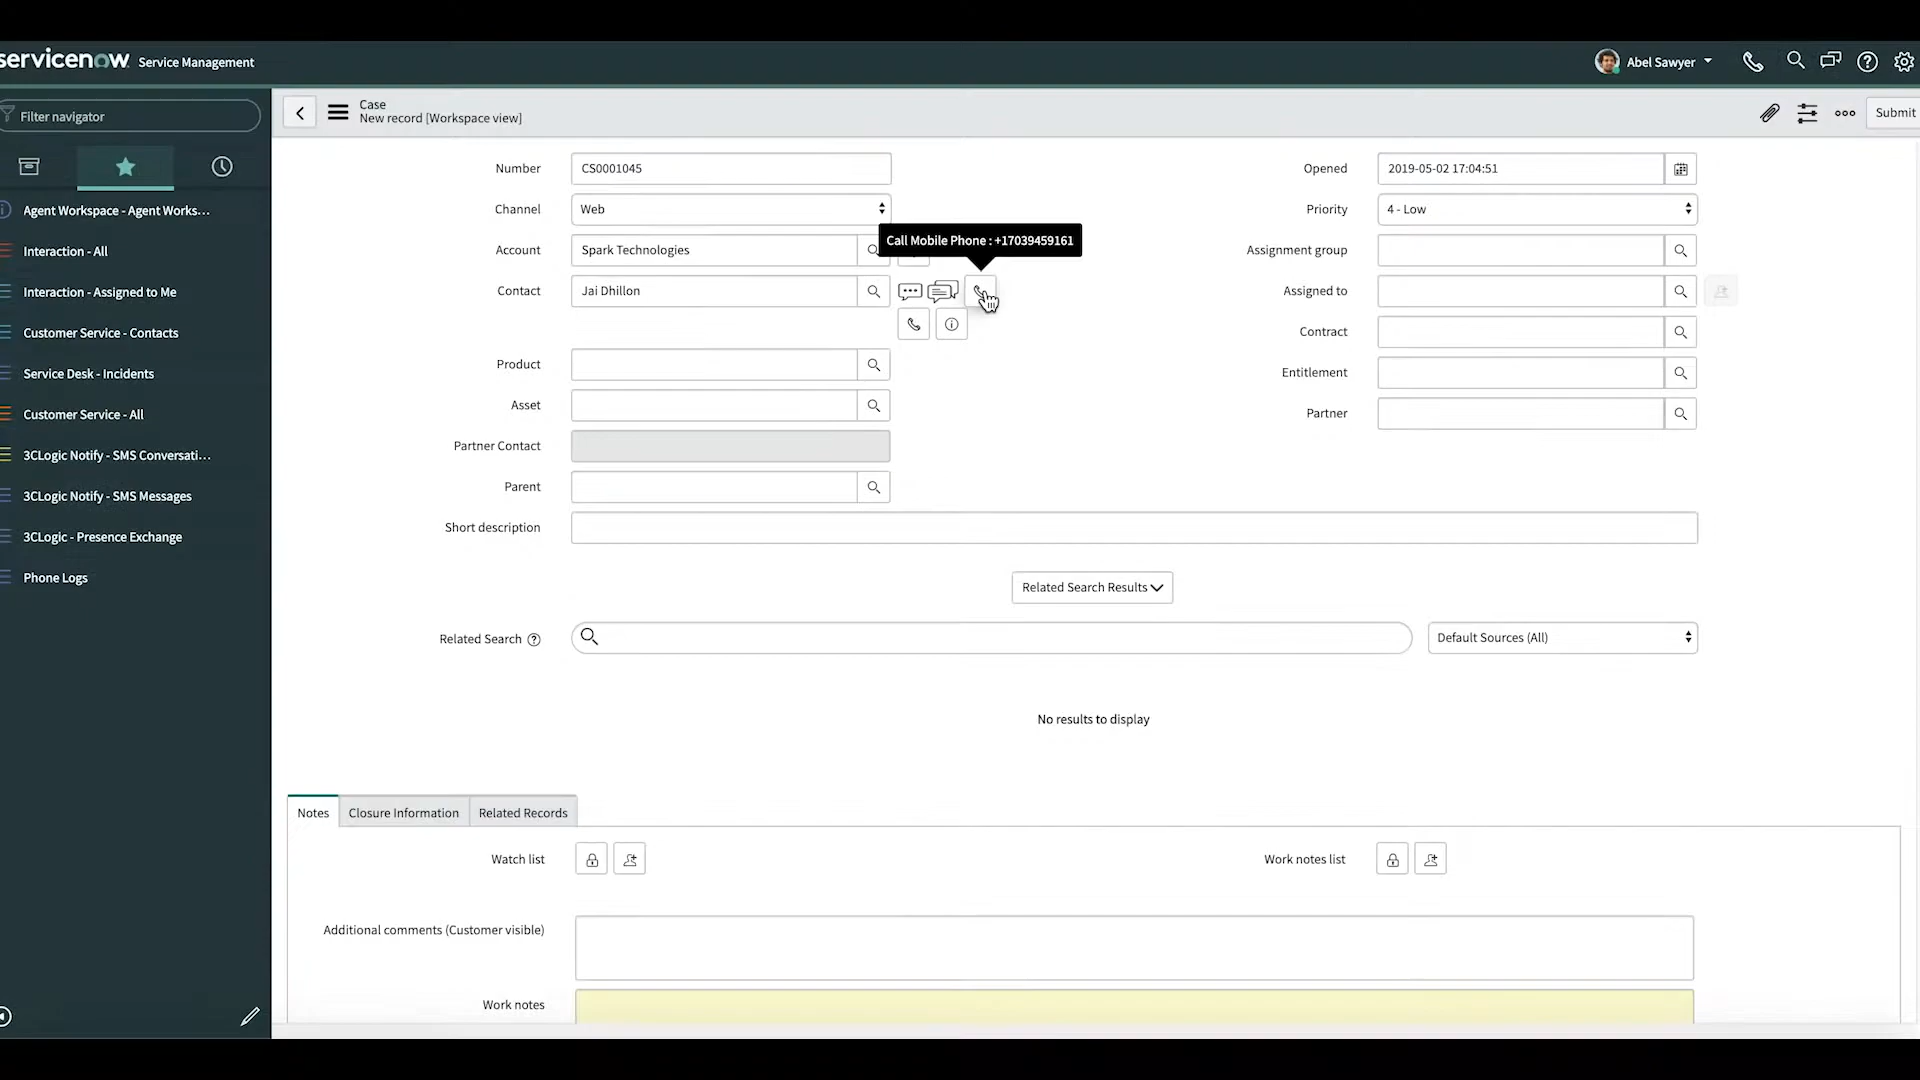 servicenow Service Management
Abel Sawyer
Filter navigator
Case
New record [Workspace view]
Submit
Agent Workspace - Agent Works...
Interaction - All
Interaction - Assigned to Me
Customer Service - Contacts
Service Desk - Incidents
Customer Service - All
3CLogic Notify - SMS Conversati...
3CLogic Notify - SMS Messages
3CLogic - Presence Exchange
Phone Logs
Number CS0001045
Channel Web
Account Spark Technologies
Call Mobile Phone : +17039459161
Contact Jai Dhillon
Product
Asset
Partner Contact
Parent
Short description
Opened 2019-05-02 17:04:51
Priority 4 - Low
Assignment group
Assigned to
Contract
Entitlement
Partner
Related Search Results
Related Search
Default Sources (All)
No results to display
Notes Closure Information Related Records
Watch list
Work notes list
Additional comments (Customer visible)
Work notes